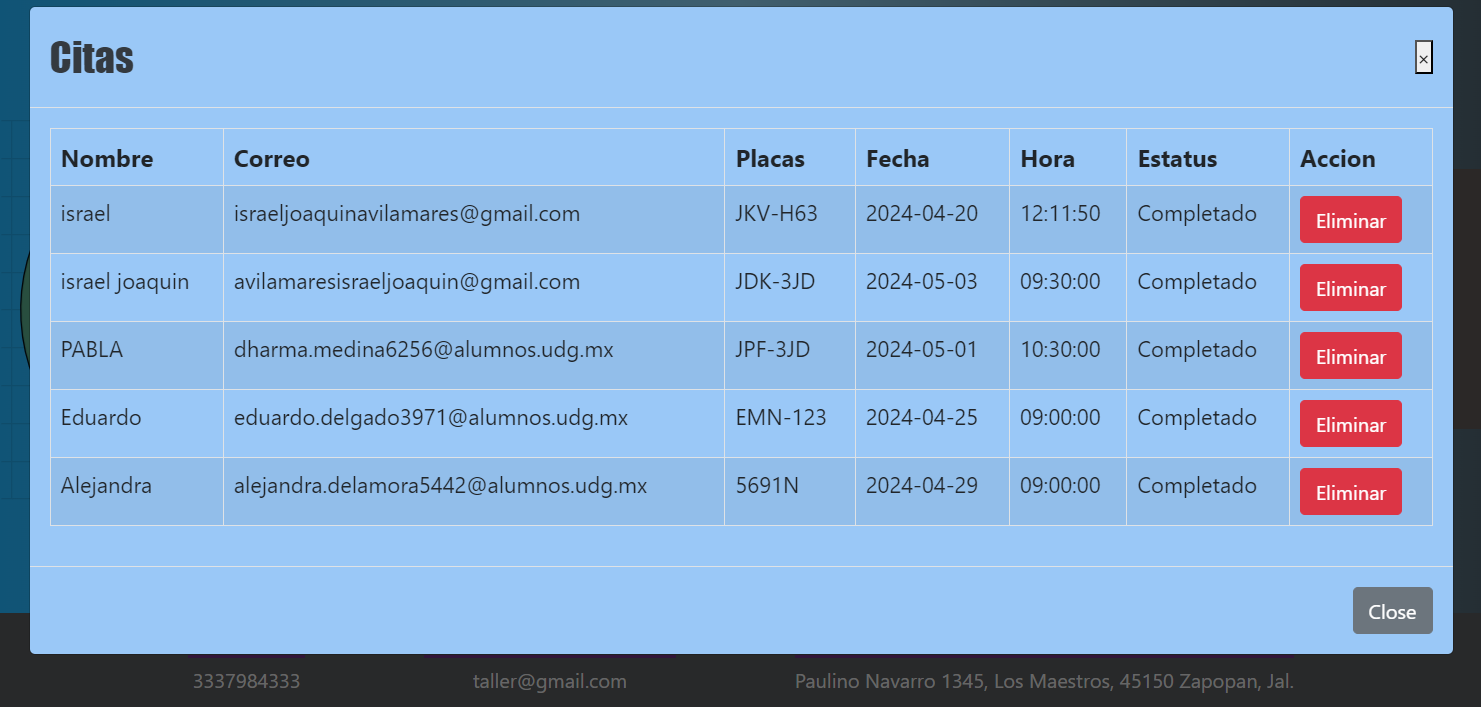 Citas
×
Nombre Correo Placas Fecha Hora Estatus Accion
israel israeljoaquinavilamares@gmail.com JKV-H63 2024-04-20 12:11:50 Completado Eliminar
israel joaquin avilamaresisraeljoaquin@gmail.com JDK-3JD 2024-05-03 09:30:00 Completado Eliminar
PABLA dharma.medina6256@alumnos.udg.mx JPF-3JD 2024-05-01 10:30:00 Completado Eliminar
Eduardo eduardo.delgado3971@alumnos.udg.mx EMN-123 2024-04-25 09:00:00 Completado Eliminar
Alejandra alejandra.delamora5442@alumnos.udg.mx 5691N 2024-04-29 09:00:00 Completado Eliminar
Close
3337984333 taller@gmail.com Paulino Navarro 1345, Los Maestros, 45150 Zapopan, Jal.